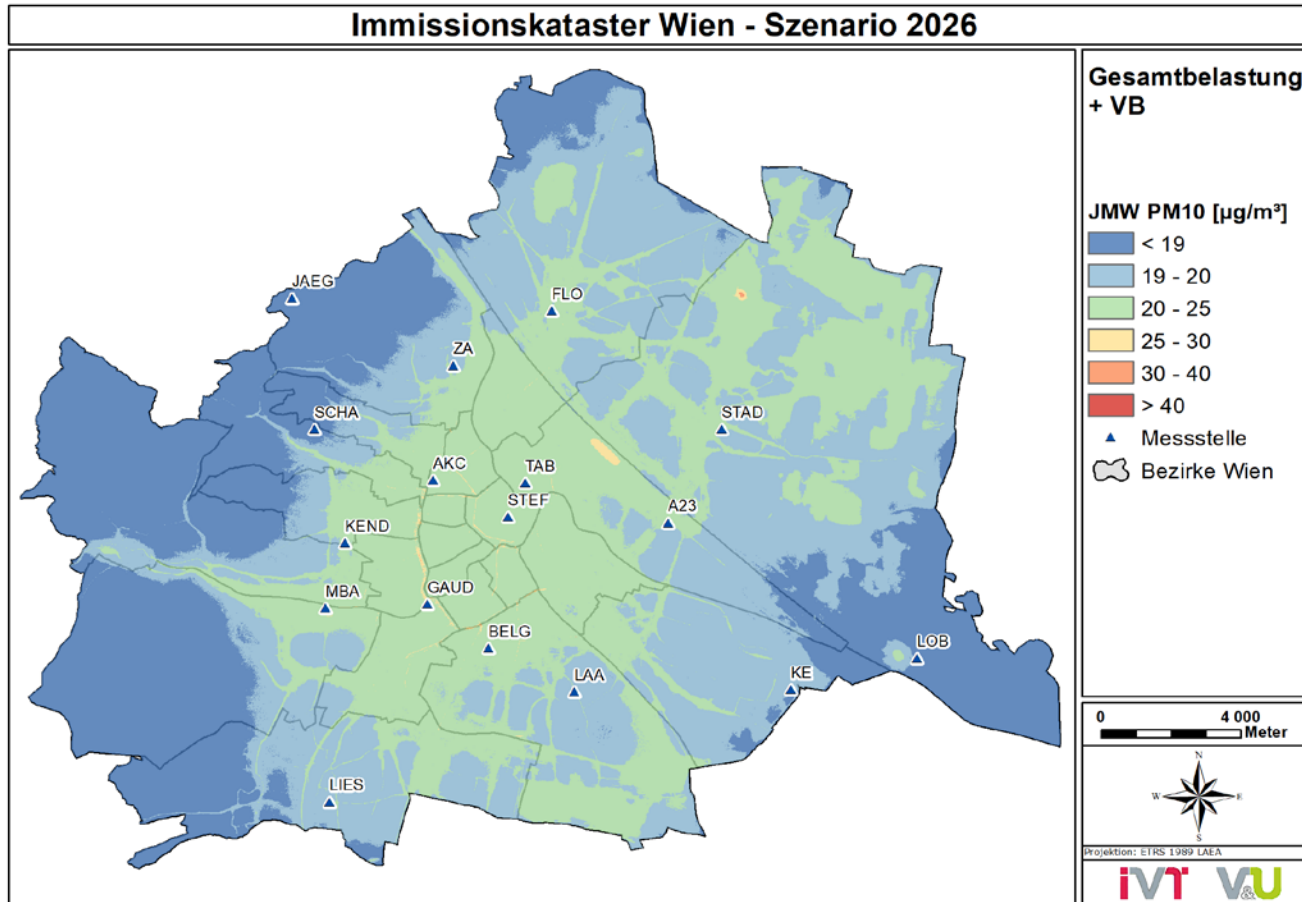 Immissionskataster Wien - Szenario 2026
JAEG
FLO
ZA
SCHA
STAD
AKC
TAB
STEF
A23
KEND
MBA
GAUD
BELG
LOB
LAA
KE
LIES
Gesamtbelastung
+ VB
JMW PM10 [µg/m³]
< 19
19 - 20
20 - 25
25 - 30
30 - 40
> 40
Messstelle
Bezirke Wien
0 4 000
Meter
N
W E
S
Projektion: ETRS 1989 LAEA
iVT V&U